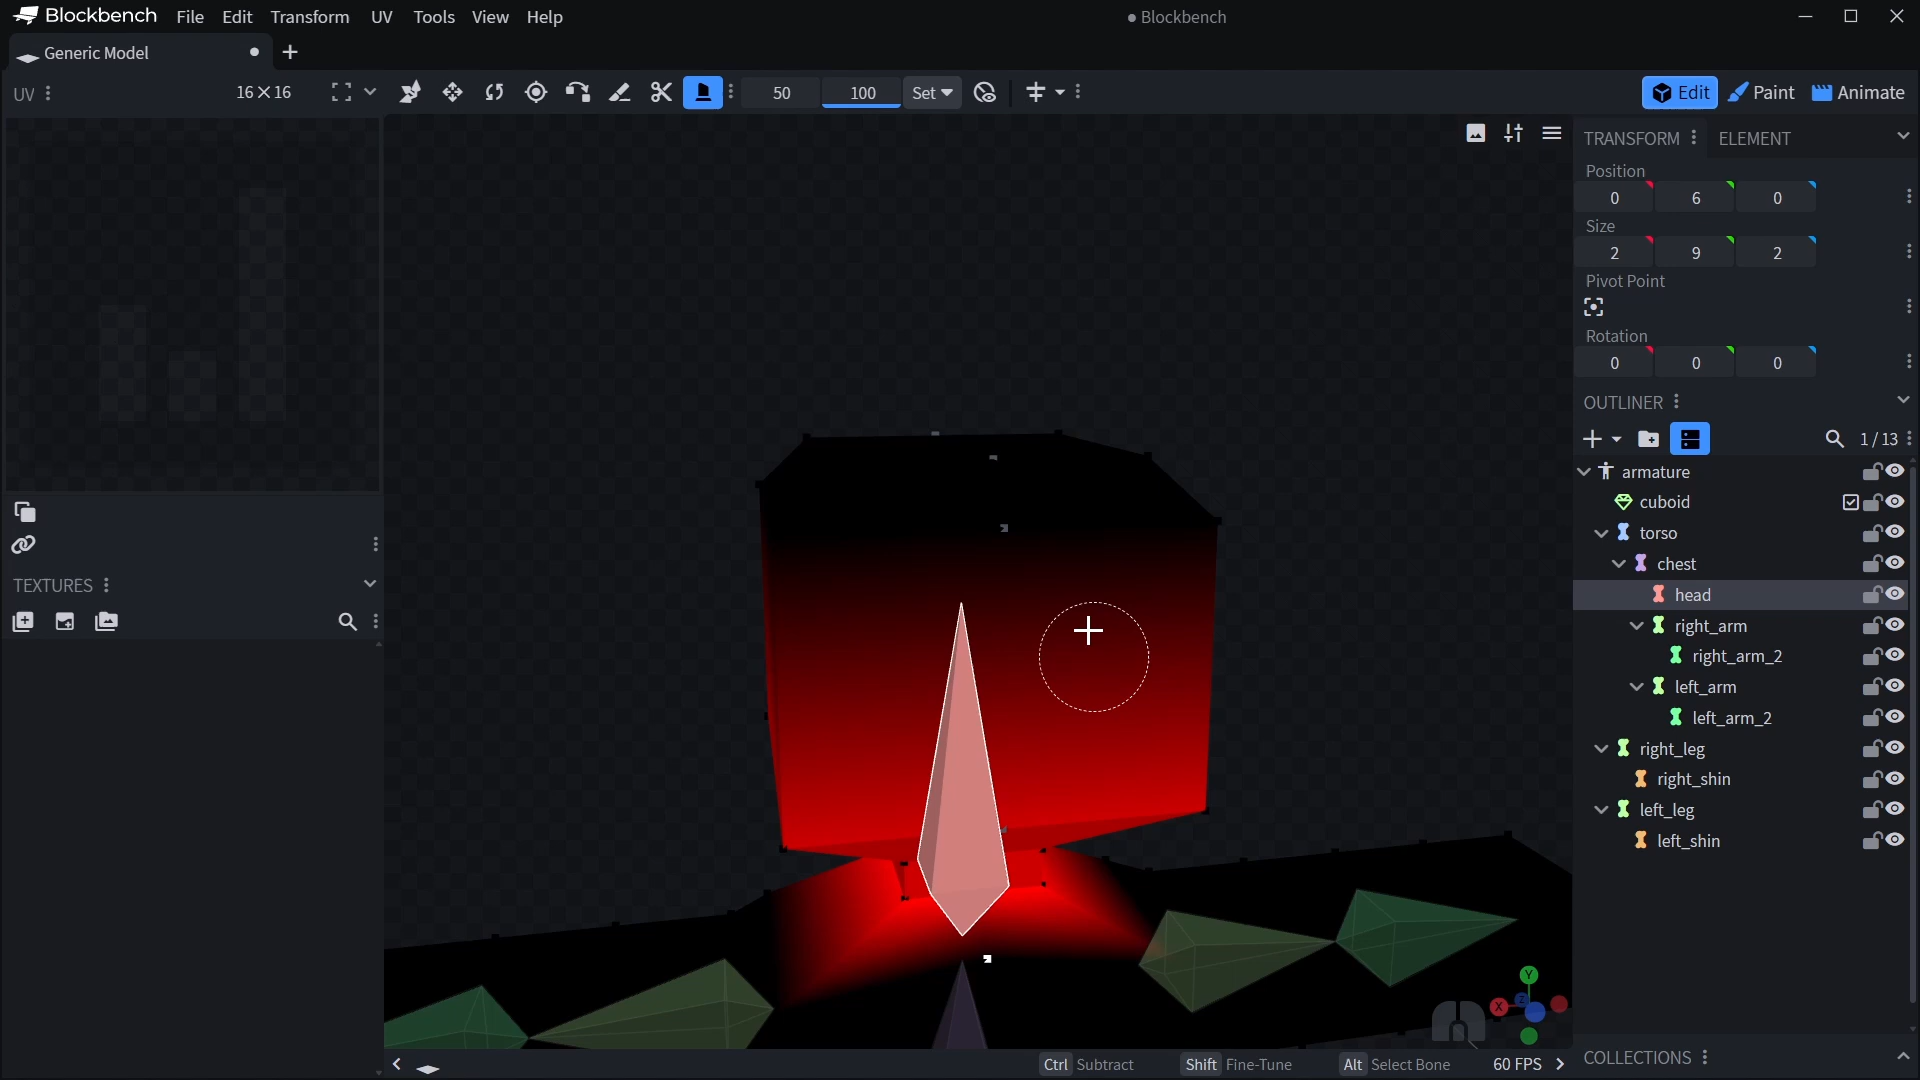 Blockbench File Edit Transform UV Tools View Help
Blockbench
Generic Model
UV
16×16
50 100 Set
Edit Paint Animate
TRANSFORM ELEMENT
Position
0 6 0
Size
2 9 2
Pivot Point
Rotation
0 0 0
OUTLINER
1/13
armature
cuboid
torso
chest
head
right_arm
right_arm_2
left_arm
left_arm_2
right_leg
right_shin
left_leg
left_shin
TEXTURES
Y
X
Z
Ctrl Subtract Shift Fine-Tune Alt Select Bone 60 FPS
COLLECTIONS